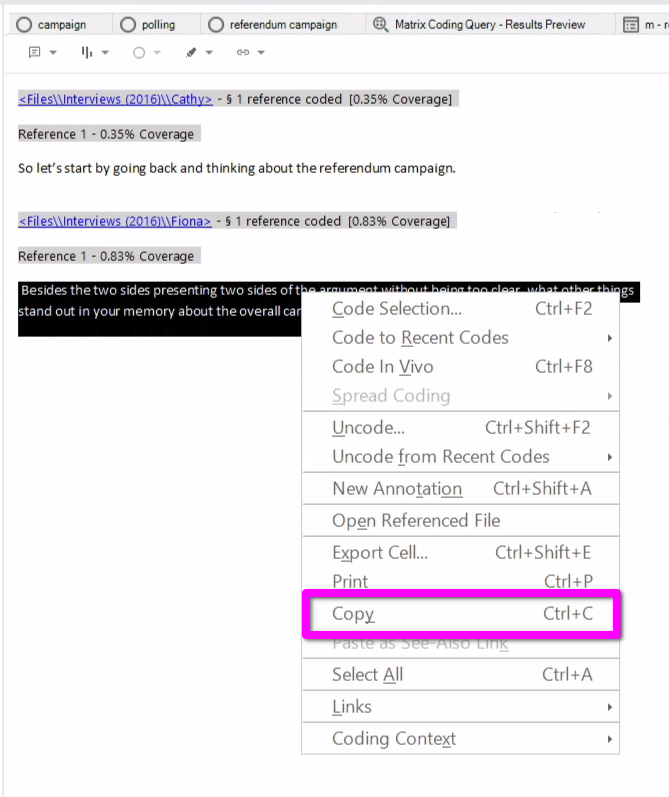 campaign polling referendum campaign Matrix Coding Query - Results Preview m - r
<Files\\Interviews (2016)\\Cathy> - § 1 reference coded [0.35% Coverage]
Reference 1 - 0.35% Coverage
So let's start by going back and thinking about the referendum campaign.
<Files\\Interviews (2016)\\Fiona> - § 1 reference coded [0.83% Coverage]
Reference 1 - 0.83% Coverage
Besides the two sides presenting two sides of the argument without being too clear, what other things
stand out in your memory about the overall
Code Selection... Ctrl+F2
Code to Recent Codes
Code In Vivo Ctrl+F8
Spread Coding
Uncode... Ctrl+Shift+F2
Uncode from Recent Codes
New Annotation Ctrl+Shift+A
Open Referenced File
Export Cell... Ctrl+Shift+E
Print Ctrl+P
Copy Ctrl+C
Paste as See-Also Link
Select All Ctrl+A
Links
Coding Context